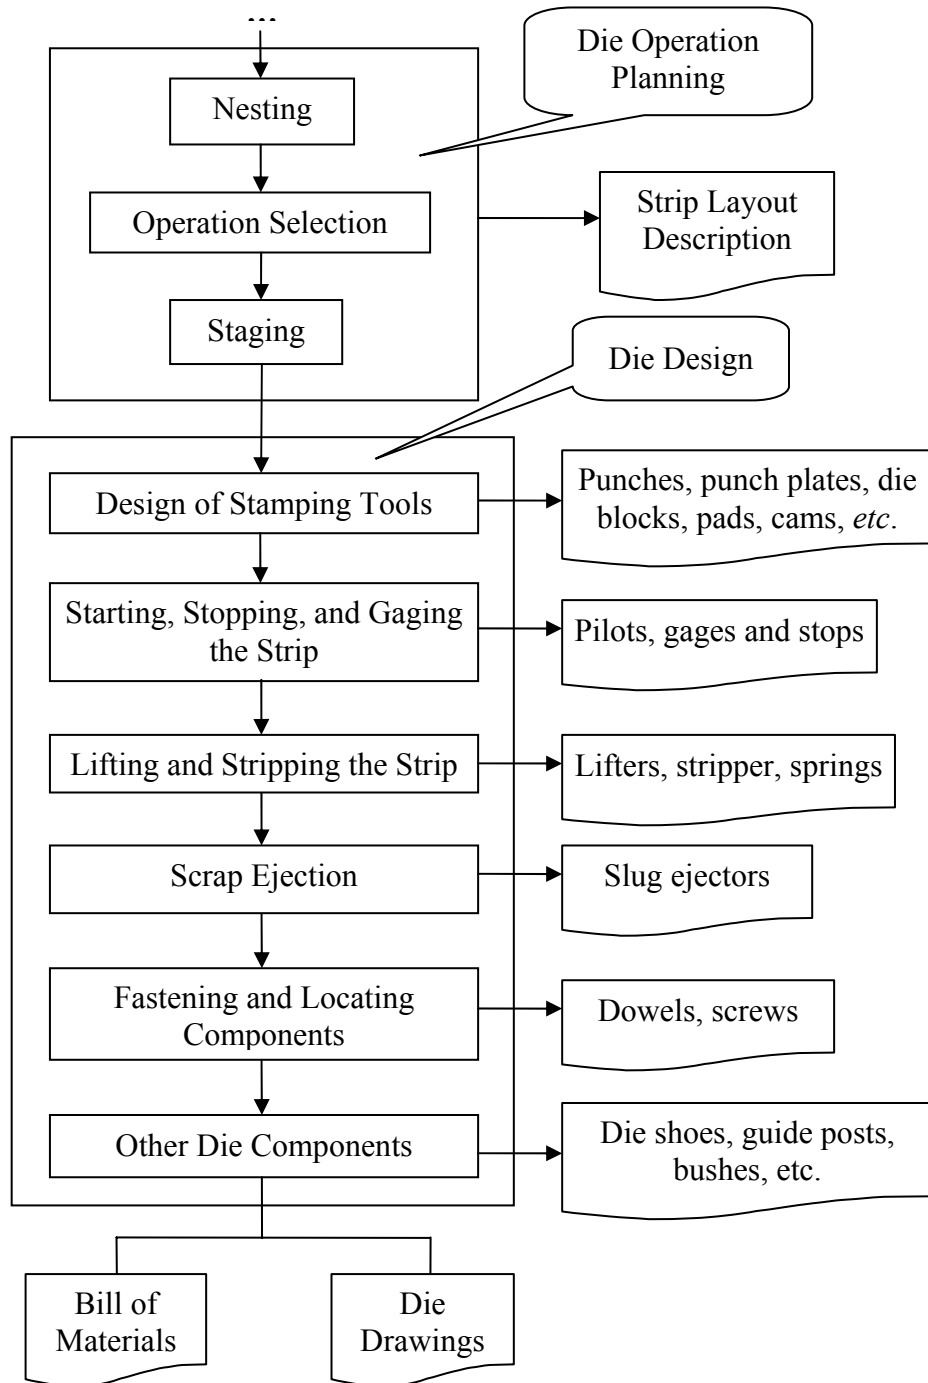 ...
Die Operation
Planning
Nesting
Operation Selection
Strip Layout
Description
Staging
Die Design
Design of Stamping Tools
Punches, punch plates, die
blocks, pads, cams, etc.
Starting, Stopping, and Gaging
the Strip
Pilots, gages and stops
Lifting and Stripping the Strip
Lifters, stripper, springs
Scrap Ejection
Slug ejectors
Fastening and Locating
Components
Dowels, screws
Other Die Components
Die shoes, guide posts,
bushes, etc.
Bill of
Materials
Die
Drawings